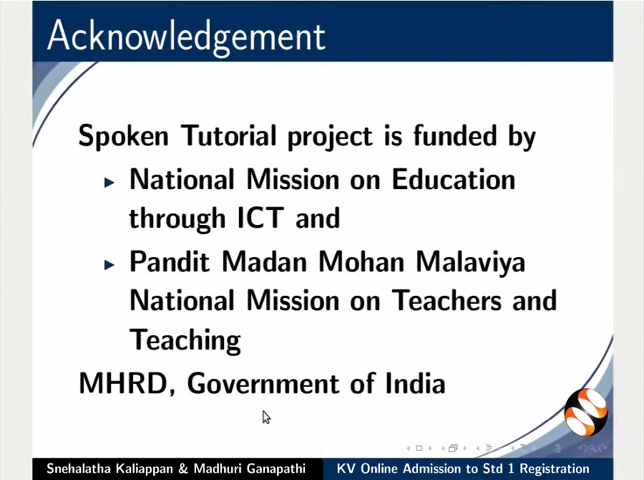 Acknowledgement
Spoken Tutorial project is funded by
National Mission on Education
through ICT and
Pandit Madan Mohan Malaviya
National Mission on Teachers and
Teaching
MHRD, Government of India
Snehalatha Kaliappan & Madhuri Ganapathi KV Online Admission to Std 1 Registration